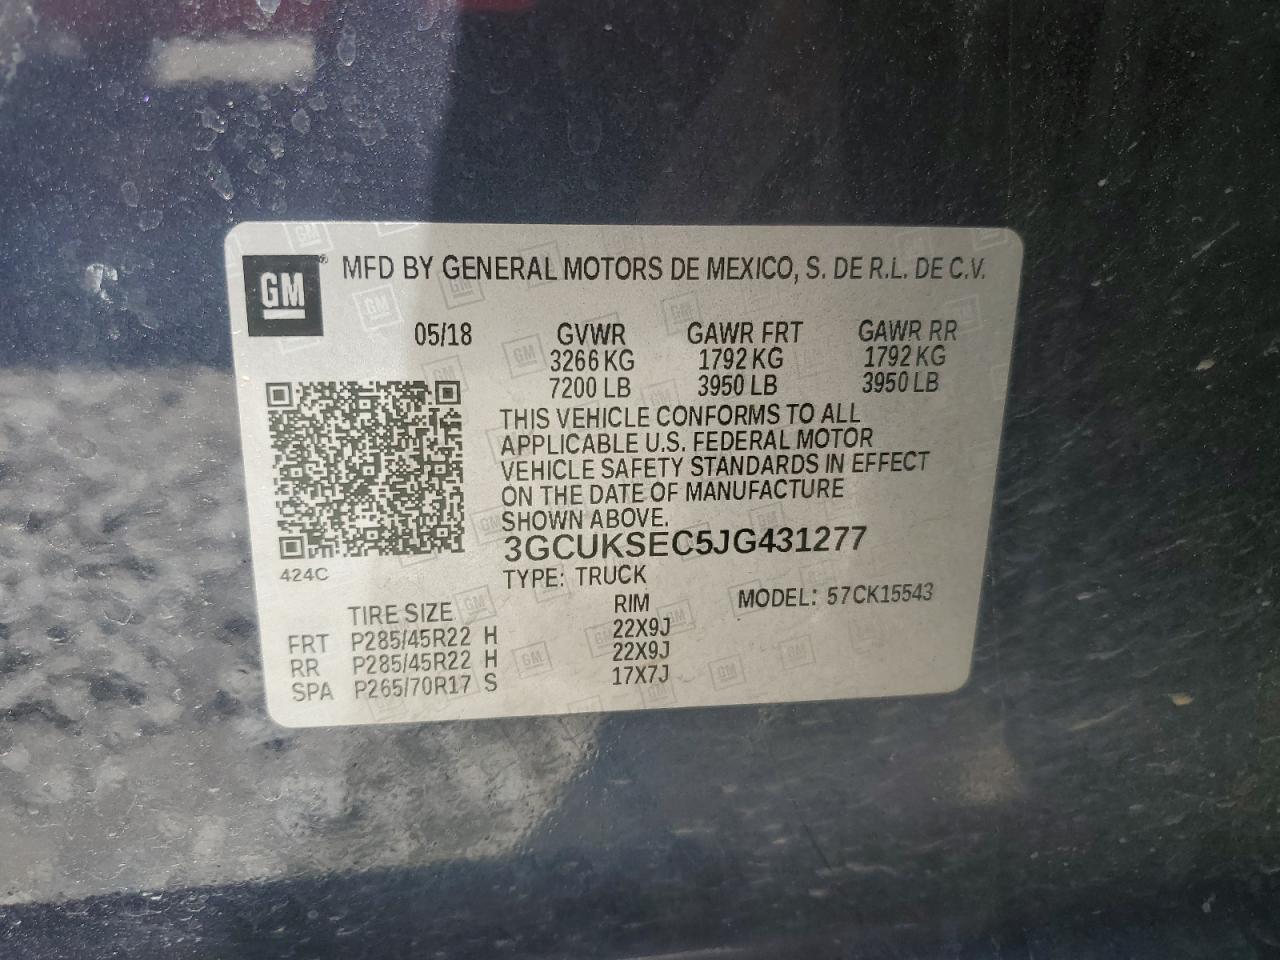 GM
MFD BY GENERAL MOTORS DE MEXICO, S. DE R.L. DE C.V.
05/18 GVWR GAWR FRT GAWR RR
3266 KG 1792 KG 1792 KG
7200 LB 3950 LB 3950 LB
THIS VEHICLE CONFORMS TO ALL
APPLICABLE U.S. FEDERAL MOTOR
VEHICLE SAFETY STANDARDS IN EFFECT
ON THE DATE OF MANUFACTURE
SHOWN ABOVE.
3GCUKSEC5JG431277
424C
TYPE: TRUCK
MODEL: 57CK15543
TIRE SIZE RIM
FRT P285/45R22 H 22X9J
RR P285/45R22 H 22X9J
SPA P265/70R17 S 17X7J